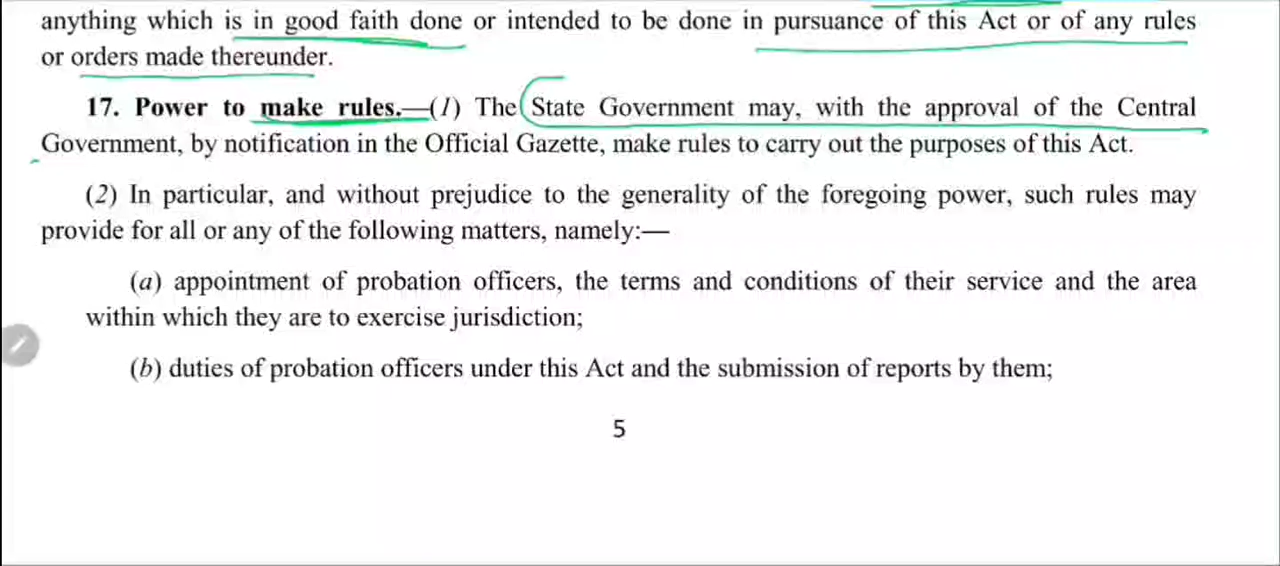 anything which is in good faith done or intended to be done in pursuance of this Act or of any rules
or orders made thereunder.
17. Power to make rules.—(1) The State Government may, with the approval of the Central
Government, by notification in the Official Gazette, make rules to carry out the purposes of this Act.
(2) In particular, and without prejudice to the generality of the foregoing power, such rules may
provide for all or any of the following matters, namely:—
(a) appointment of probation officers, the terms and conditions of their service and the area
within which they are to exercise jurisdiction;
(b) duties of probation officers under this Act and the submission of reports by them;
5